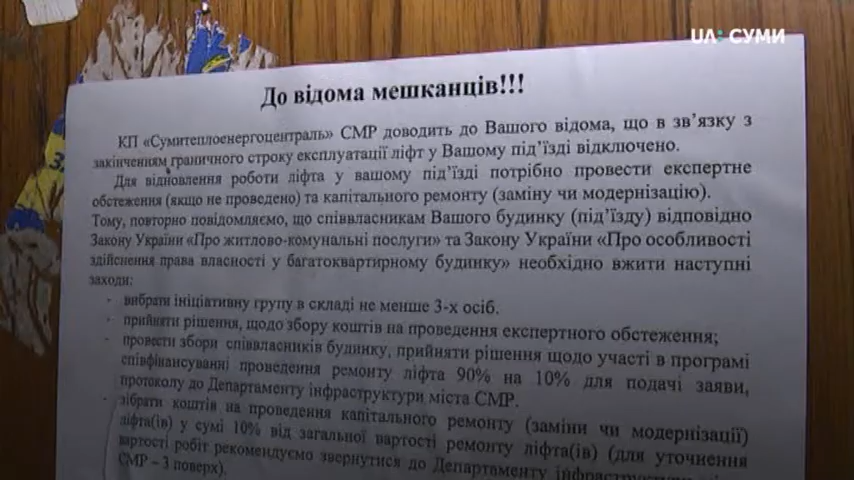 UA: СУМИ
До відома мешканців!!!
КП «Сумитеплоенергоцентраль» СМР доводить до Вашого відома, що в зв’язку з
закінченням граничного строку експлуатації ліфт у Вашому під’їзді відключено.
Для відновлення роботи ліфта у вашому під’їзді потрібно провести експертне
обстеження (якщо не проведено) та капітального ремонту (заміну чи модернізацію).
Тому, повторно повідомляємо, що співвласникам Вашого будинку (під’їзду) відповідно
Закону України «Про житлово-комунальні послуги» та Закону України «Про особливості
здійснення права власності у багатоквартирному будинку» необхідно вжити наступні
заходи:
- вибрати ініціативну групу в складі не менше 3-х осіб.
- прийняти рішення, щодо збору коштів на проведення експертного обстеження;
- провести збори співвласників будинку, прийняти рішення щодо участі в програмі
співфінансуванні проведення ремонту ліфта 90% на 10% для подачі заяви,
протоколу до Департаменту інфраструктури міста СМР.
- зібрати коштів на проведення капітального ремонту (заміни чи модернізації)
ліфта(ів) у сумі 10% від загальної вартості ремонту ліфта(ів) (для уточнення
вартості робіт рекомендуємо звернутися до Департаменту
СМР – 3 поверх).